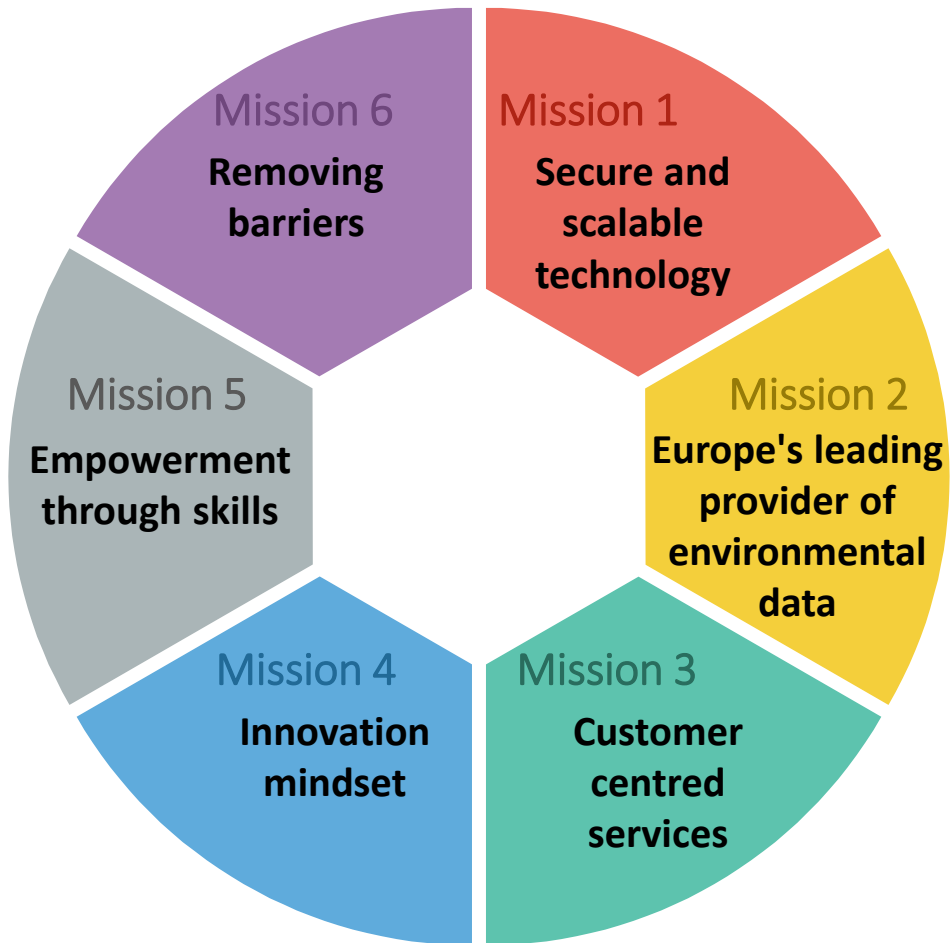 Mission 1
Secure and
scalable
technology
Mission 2
Europe's leading
provider of
environmental
data
Mission 3
Customer
centred
services
Mission 4
Innovation
mindset
Mission 5
Empowerment
through skills
Mission 6
Removing
barriers